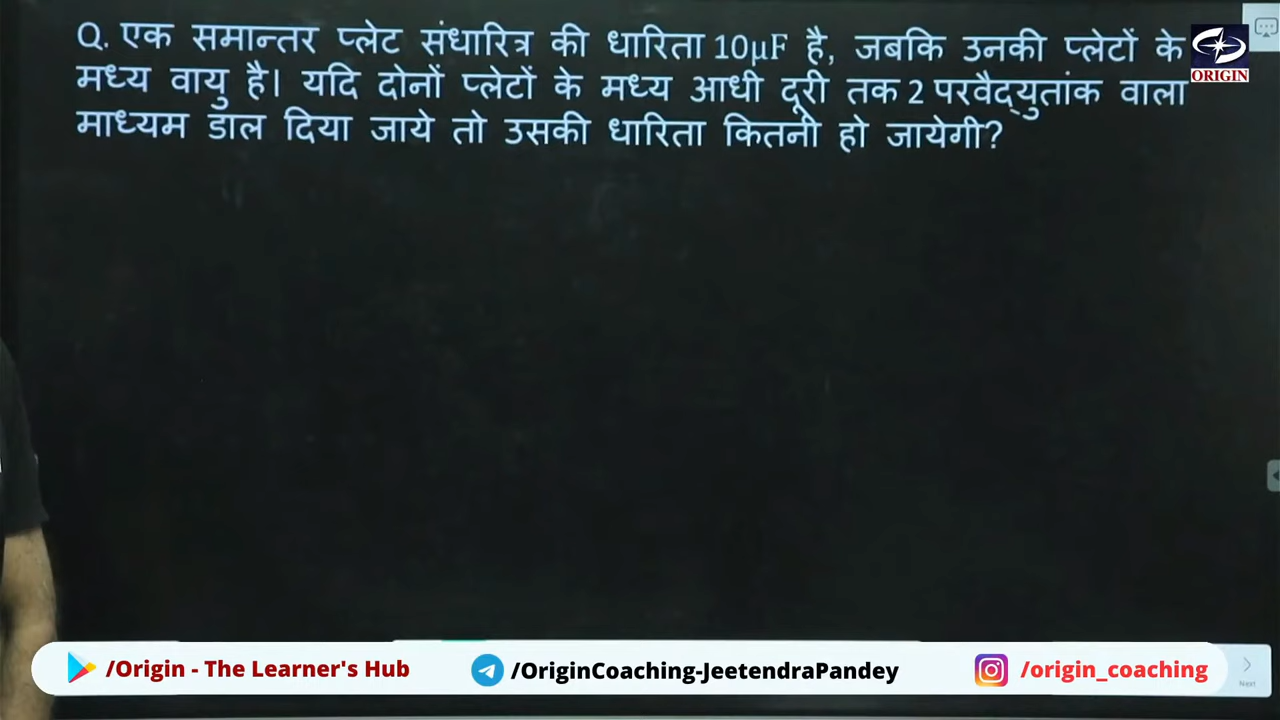 Q. एक समान्तर प्लेट संधारित्र की धारिता 10μF है, जबकि उनकी प्लेटों के
मध्य वायु है। यदि दोनों प्लेटों के मध्य आधी दूरी तक 2 परवैद्युतांक वाला
माध्यम डाल दिया जाये तो उसकी धारिता कितनी हो जायेगी?
ORIGIN
/Origin - The Learner's Hub
/OriginCoaching-JeetendraPandey
/origin_coaching
Next